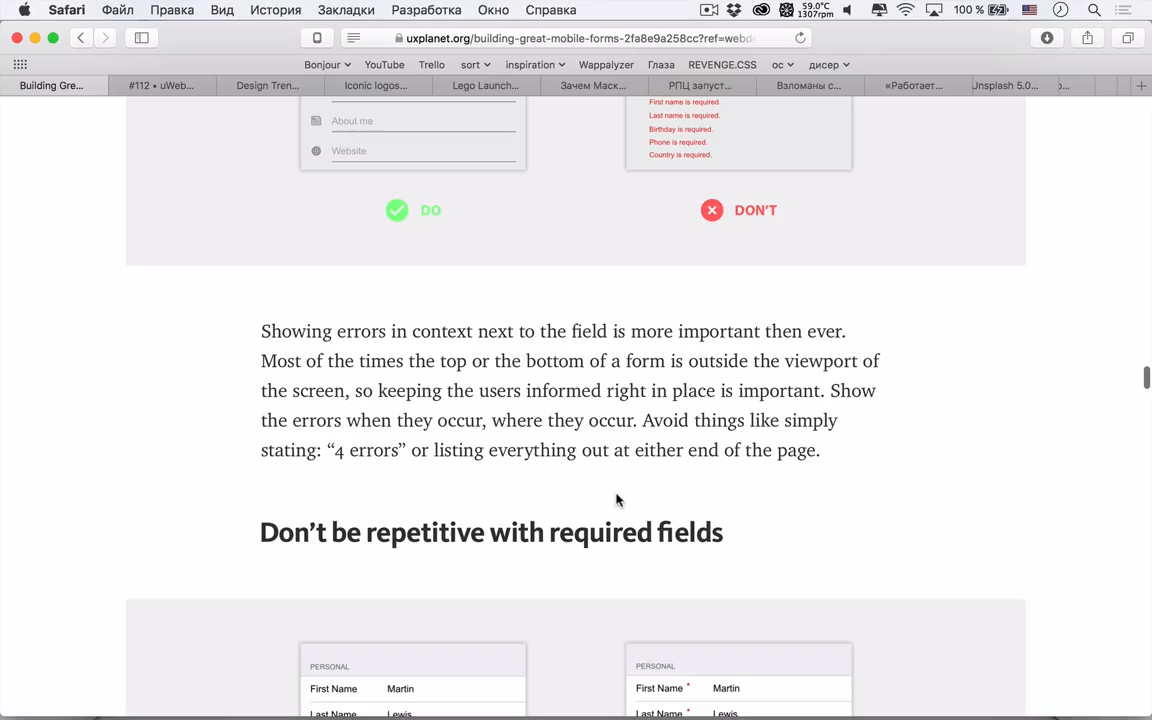 Safari Файл Правка Вид История Закладки Разработка Окно Справка 59.0°C 1307rpm 100 %
uxplanet.org/building-great-mobile-forms-2fa8e9a258cc?ref=webde
Bonjour YouTube Trello sort inspiration Wappalyzer Глаза REVENGE.CSS ос дисер
Building Gre... #112 • uWeb... Design Tren... Iconic logos... Lego Launch... Зачем Маск... РПЦ запуст... Взломаны с... «Работает... Unsplash 5.0...
First name is required.
About me Last name is required.
Birthday is required.
Phone is required.
Website Country is required.
DO DON'T
Showing errors in context next to the field is more important then ever.
Most of the times the top or the bottom of a form is outside the viewport of
the screen, so keeping the users informed right in place is important. Show
the errors when they occur, where they occur. Avoid things like simply
stating: “4 errors” or listing everything out at either end of the page.
Don’t be repetitive with required fields
PERSONAL PERSONAL
First Name Martin First Name * Martin
Last Name Lewis Last Name * Lewis